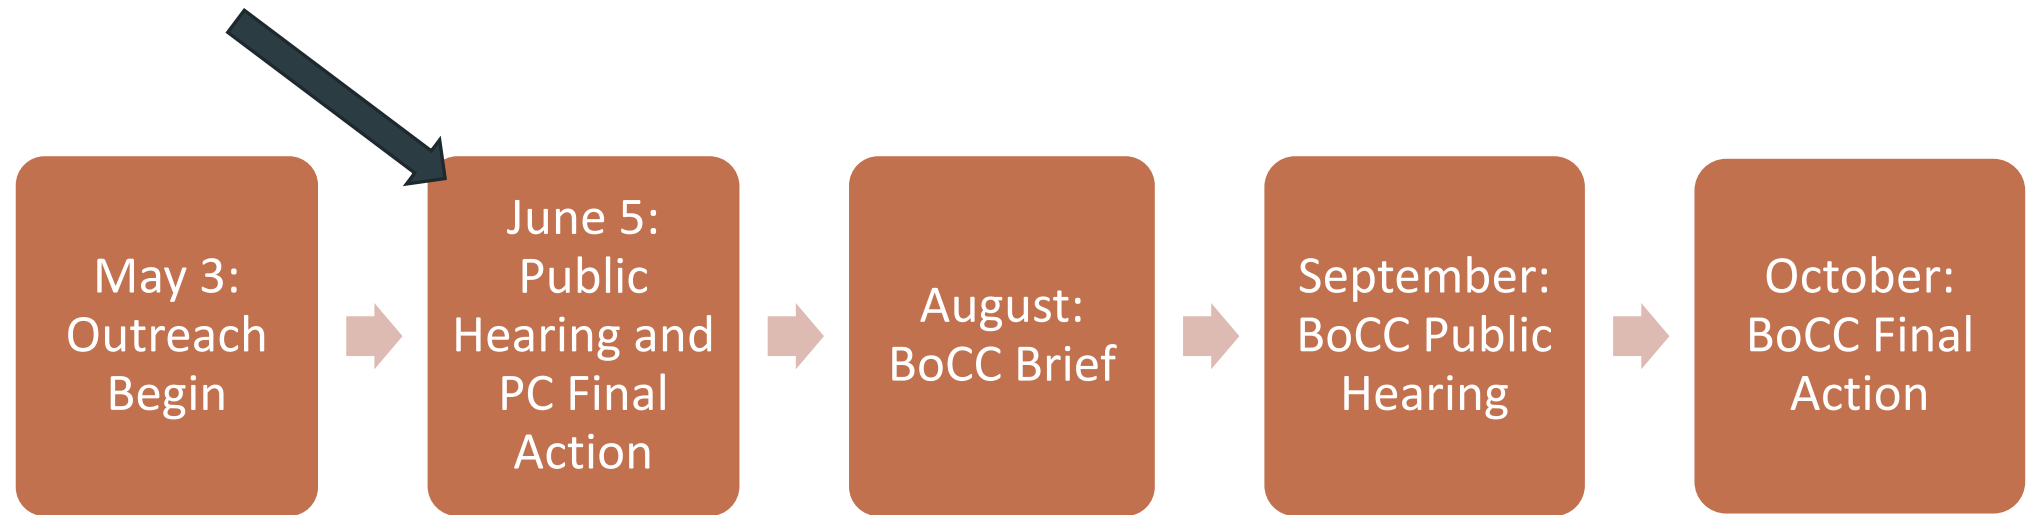 May 3:
Outreach
Begin
June 5:
Public
Hearing and
PC Final
Action
August:
BoCC Brief
September:
BoCC Public
Hearing
October:
BoCC Final
Action